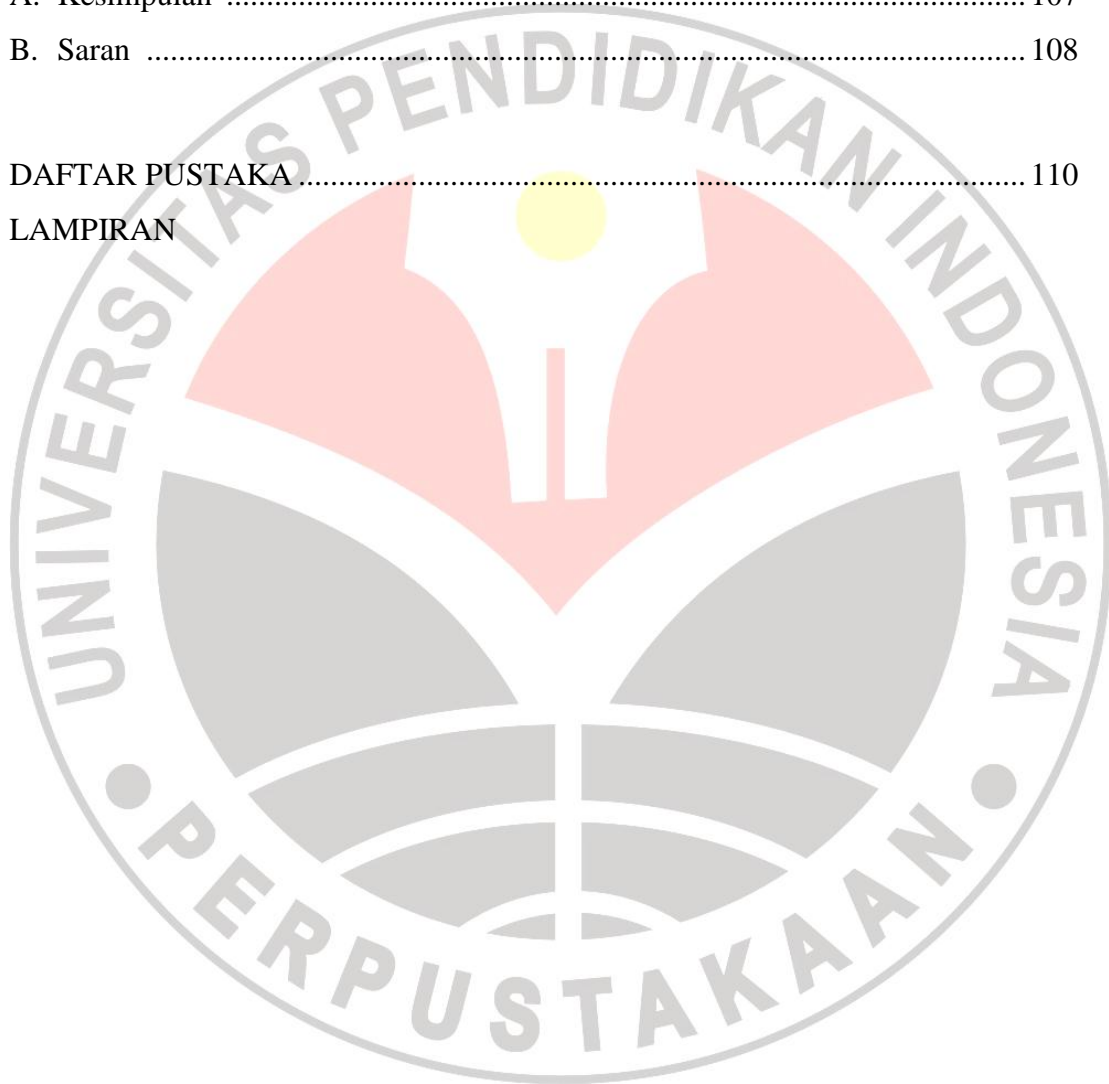 A. Kesimpulan ........................................................................................................ 107
B. Saran ................................................................................................................. 108
DAFTAR PUSTAKA ............................................................................................. 110
LAMPIRAN
UNIVERSITAS PENDIDIKAN INDONESIA
PERPUSTAKAAN